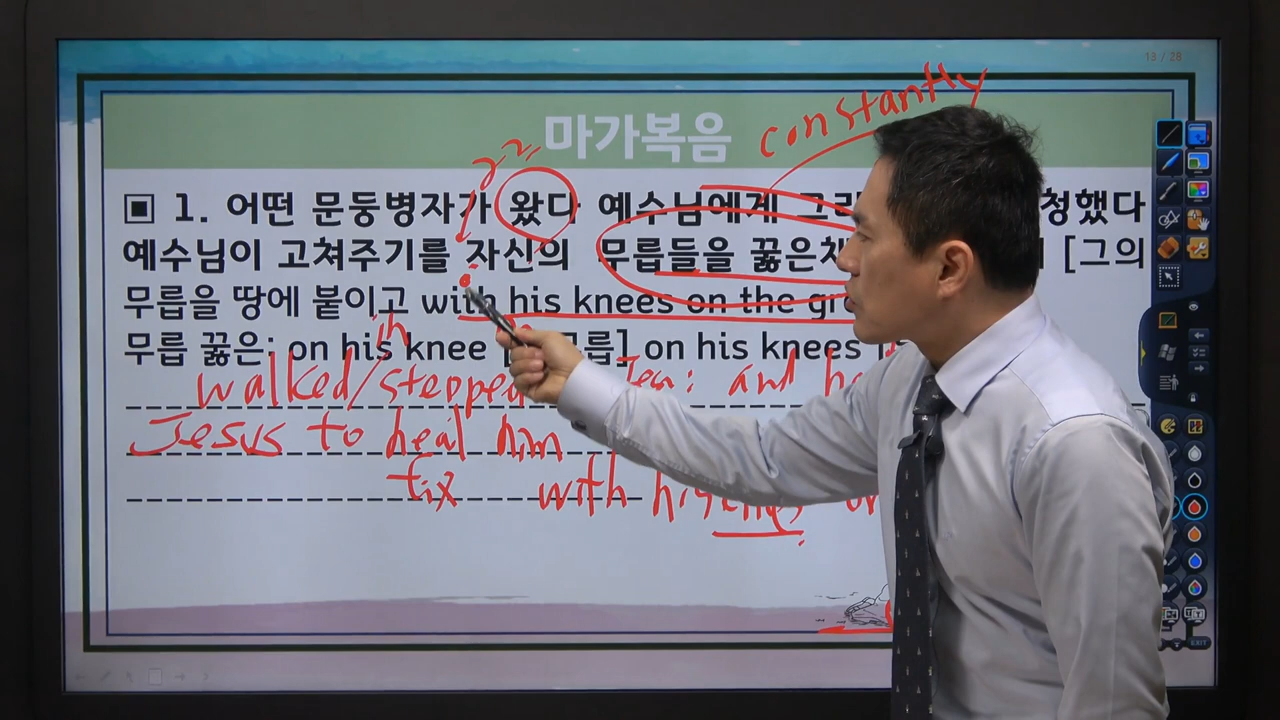 13 / 28
constantly
마가복음
▣ 1. 어떤 문둥병자가 왔다 예수님에게 청했다
예수님이 고쳐주기를 자신의 무릎들을 꿇은채 [그의
무릎을 땅에 붙이고 with his knees on the
무릎 꿇은: on his knee on his knees
walked/stepped and
Jesus to heal him
fix with his
EXIT